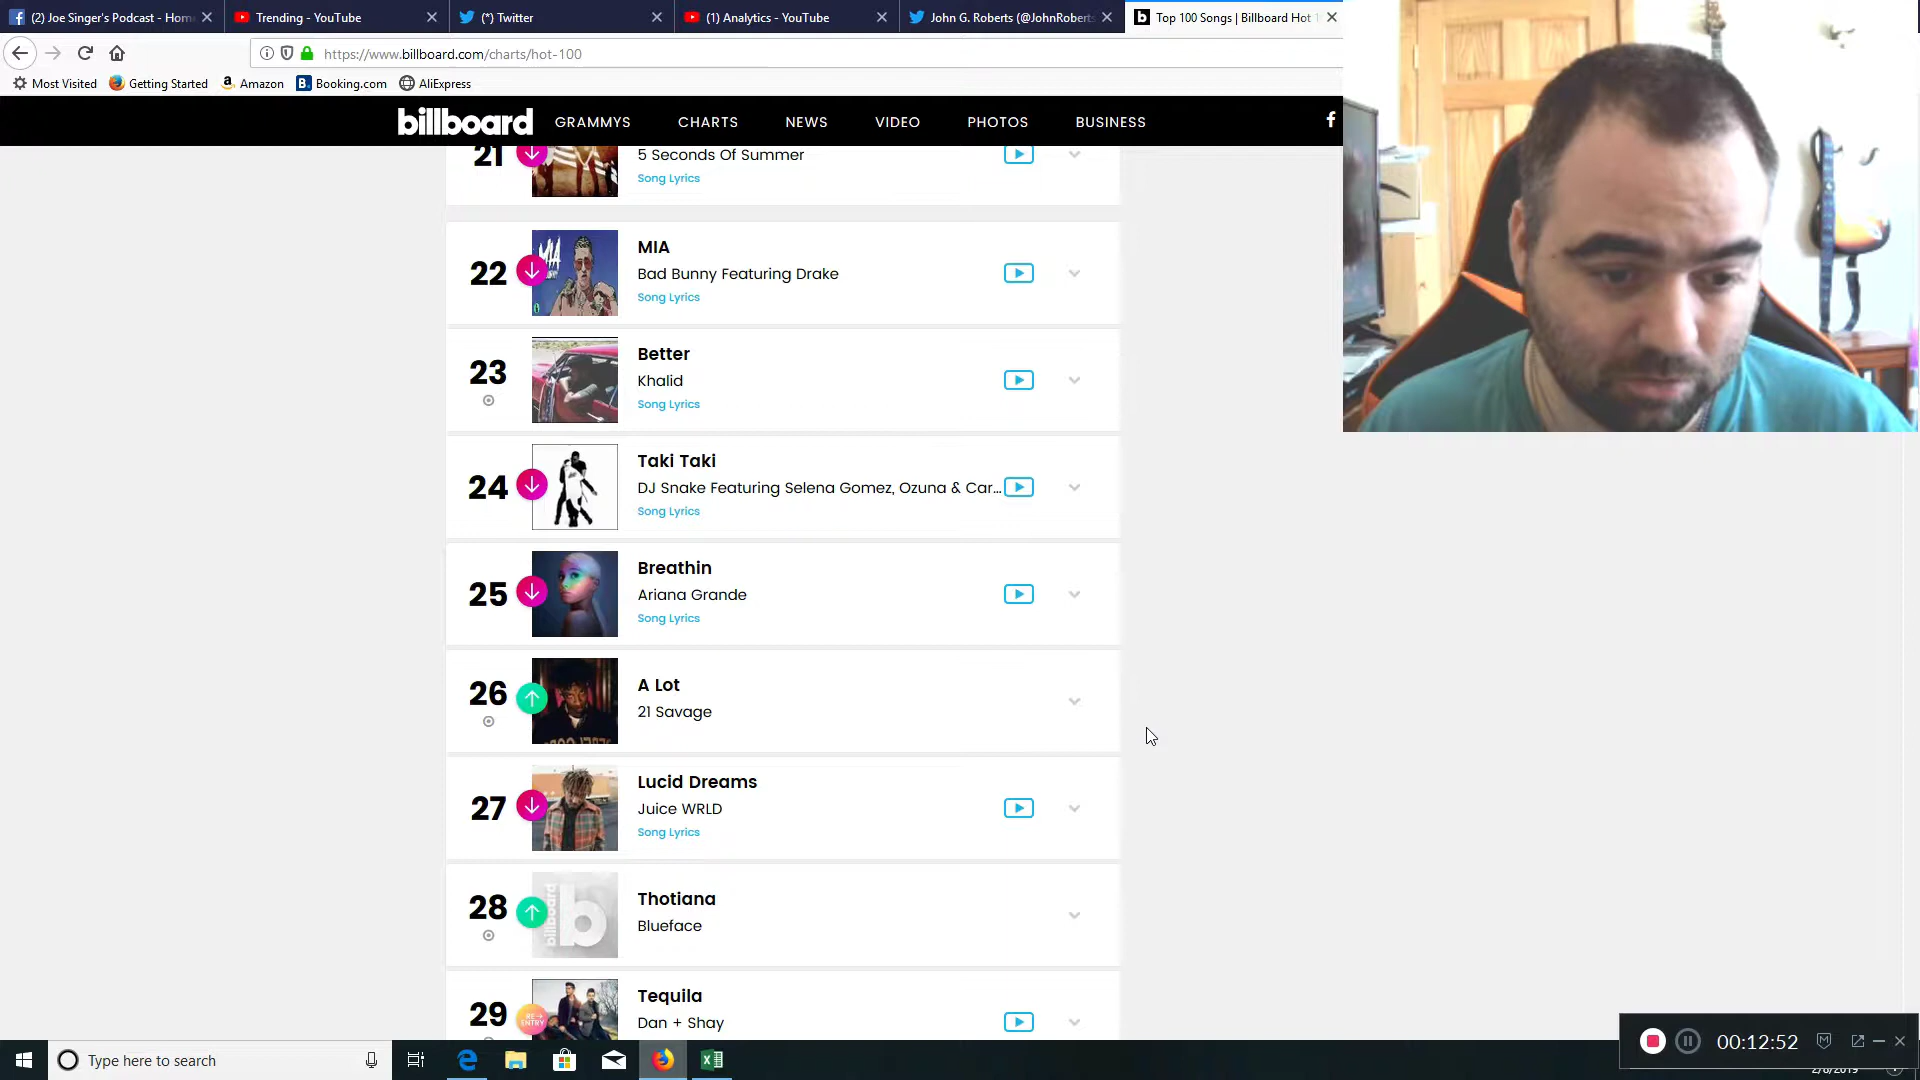 (2) Joe Singer's Podcast - Hom
Trending - YouTube
(*) Twitter
(1) Analytics - YouTube
John G. Roberts (@JohnRobert
Top 100 Songs | Billboard Hot 1
https://www.billboard.com/charts/hot-100
Most Visited
Getting Started
Amazon
Booking.com
AliExpress
billboard
GRAMMYS
CHARTS
NEWS
VIDEO
PHOTOS
BUSINESS
21
5 Seconds Of Summer
Song Lyrics
22
MIA
Bad Bunny Featuring Drake
Song Lyrics
23
Better
Khalid
Song Lyrics
24
Taki Taki
DJ Snake Featuring Selena Gomez, Ozuna & Car...
Song Lyrics
25
Breathin
Ariana Grande
Song Lyrics
26
A Lot
21 Savage
27
Lucid Dreams
Juice WRLD
Song Lyrics
28
billboard
Thotiana
Blueface
29
RE-ENTRY
Tequila
Dan + Shay
Type here to search
00:12:52